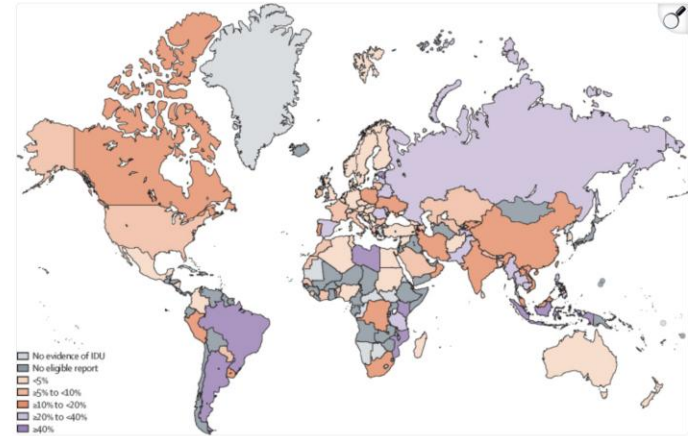 No evidence of IDU
No eligible report
<5%
≥5% to <10%
≥10% to <20%
≥20% to <40%
≥40%